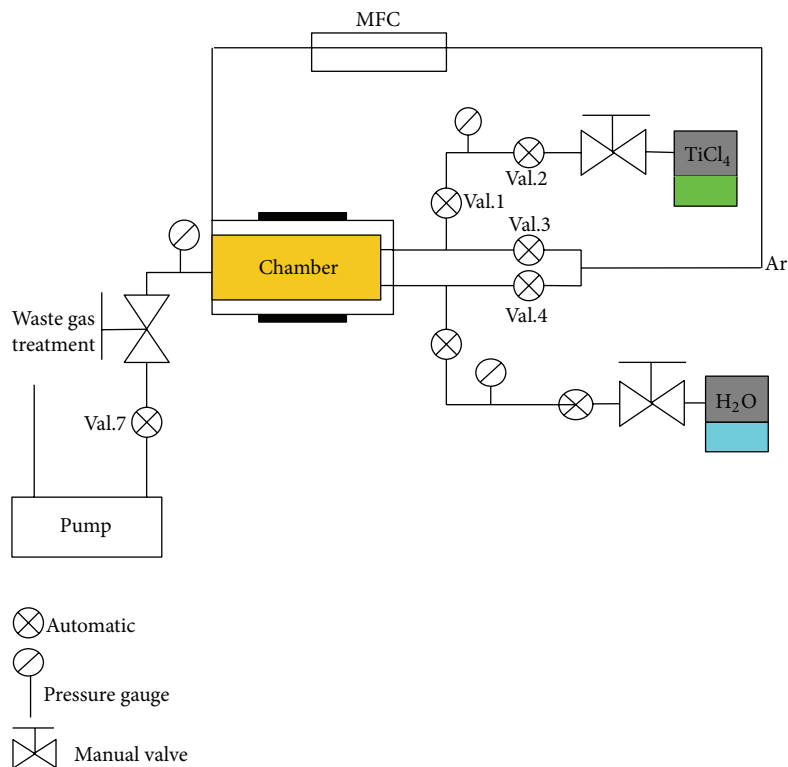 MFC
TiCl₄
Val.2
Val.1
Val.3
Chamber
Ar
Waste gas
treatment
Val.4
H₂O
Val.7
Pump
Automatic
Pressure gauge
Manual valve